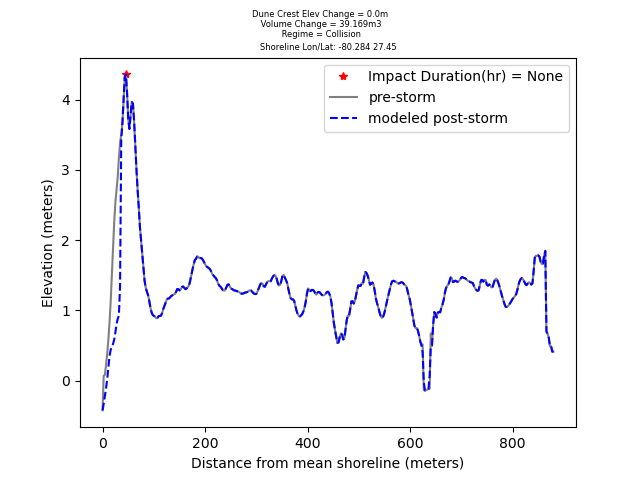 Dune Crest Elev Change = 0.0m
Volume Change = 39.169m3
Regime = Collision
Shoreline Lon/Lat: -80.284 27.45
Impact Duration(hr) = None
pre-storm
modeled post-storm
Elevation (meters)
4
3
2
1
0
0 200 400 600 800
Distance from mean shoreline (meters)